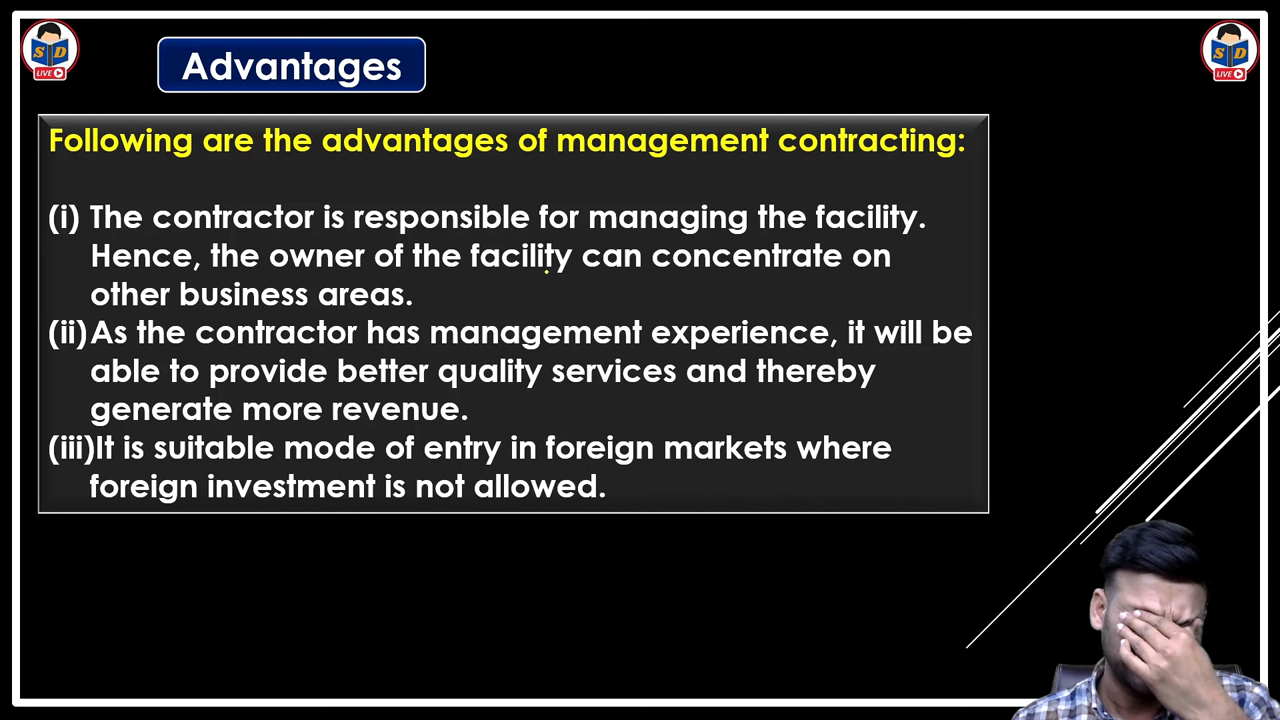 S D
LIVE
Advantages
S D
LIVE
Following are the advantages of management contracting:
(i) The contractor is responsible for managing the facility.
Hence, the owner of the facility can concentrate on
other business areas.
(ii) As the contractor has management experience, it will be
able to provide better quality services and thereby
generate more revenue.
(iii)It is suitable mode of entry in foreign markets where
foreign investment is not allowed.